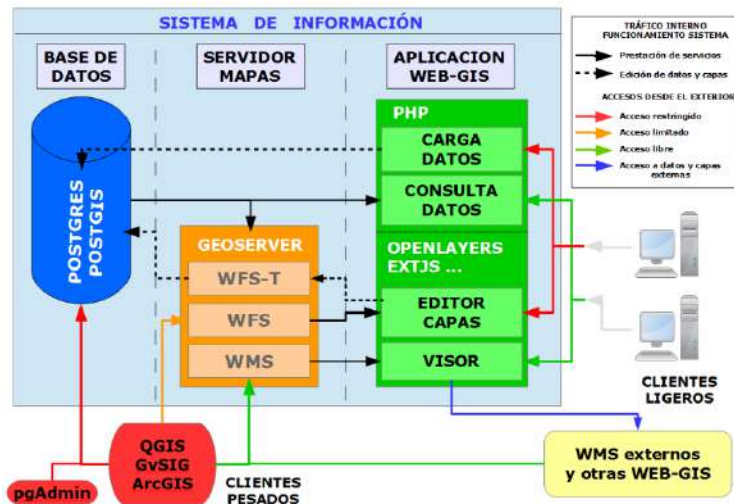 SISTEMA DE INFORMACIÓN
BASE DE
DATOS
SERVIDOR
MAPAS
APLICACION
WEB-GIS
POSTGRES
POSTGIS
GEOSERVER
WFS-T
WFS
WMS
PHP
CARGA
DATOS
CONSULTA
DATOS
OPENLAYERS
EXTJS ...
EDITOR
CAPAS
VISOR
TRÁFICO INTERNO
FUNCIONAMIENTO SISTEMA
Prestación de servicios
Edición de datos y capas
ACCESOS DESDE EL EXTERIOR
Acceso restringido
Acceso limitado
Acceso libre
Acceso a datos y capas
externas
CLIENTES
LIGEROS
pgAdmin
QGIS
GvSIG
ArcGIS
CLIENTES
PESADOS
WMS externos
y otras WEB-GIS